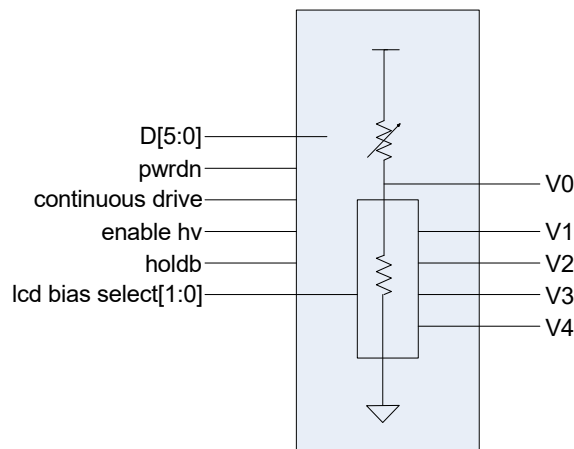 D[5:0]
pwrdn
continuous drive
enable hv
holdb
lcd bias select[1:0]
V0
V1
V2
V3
V4